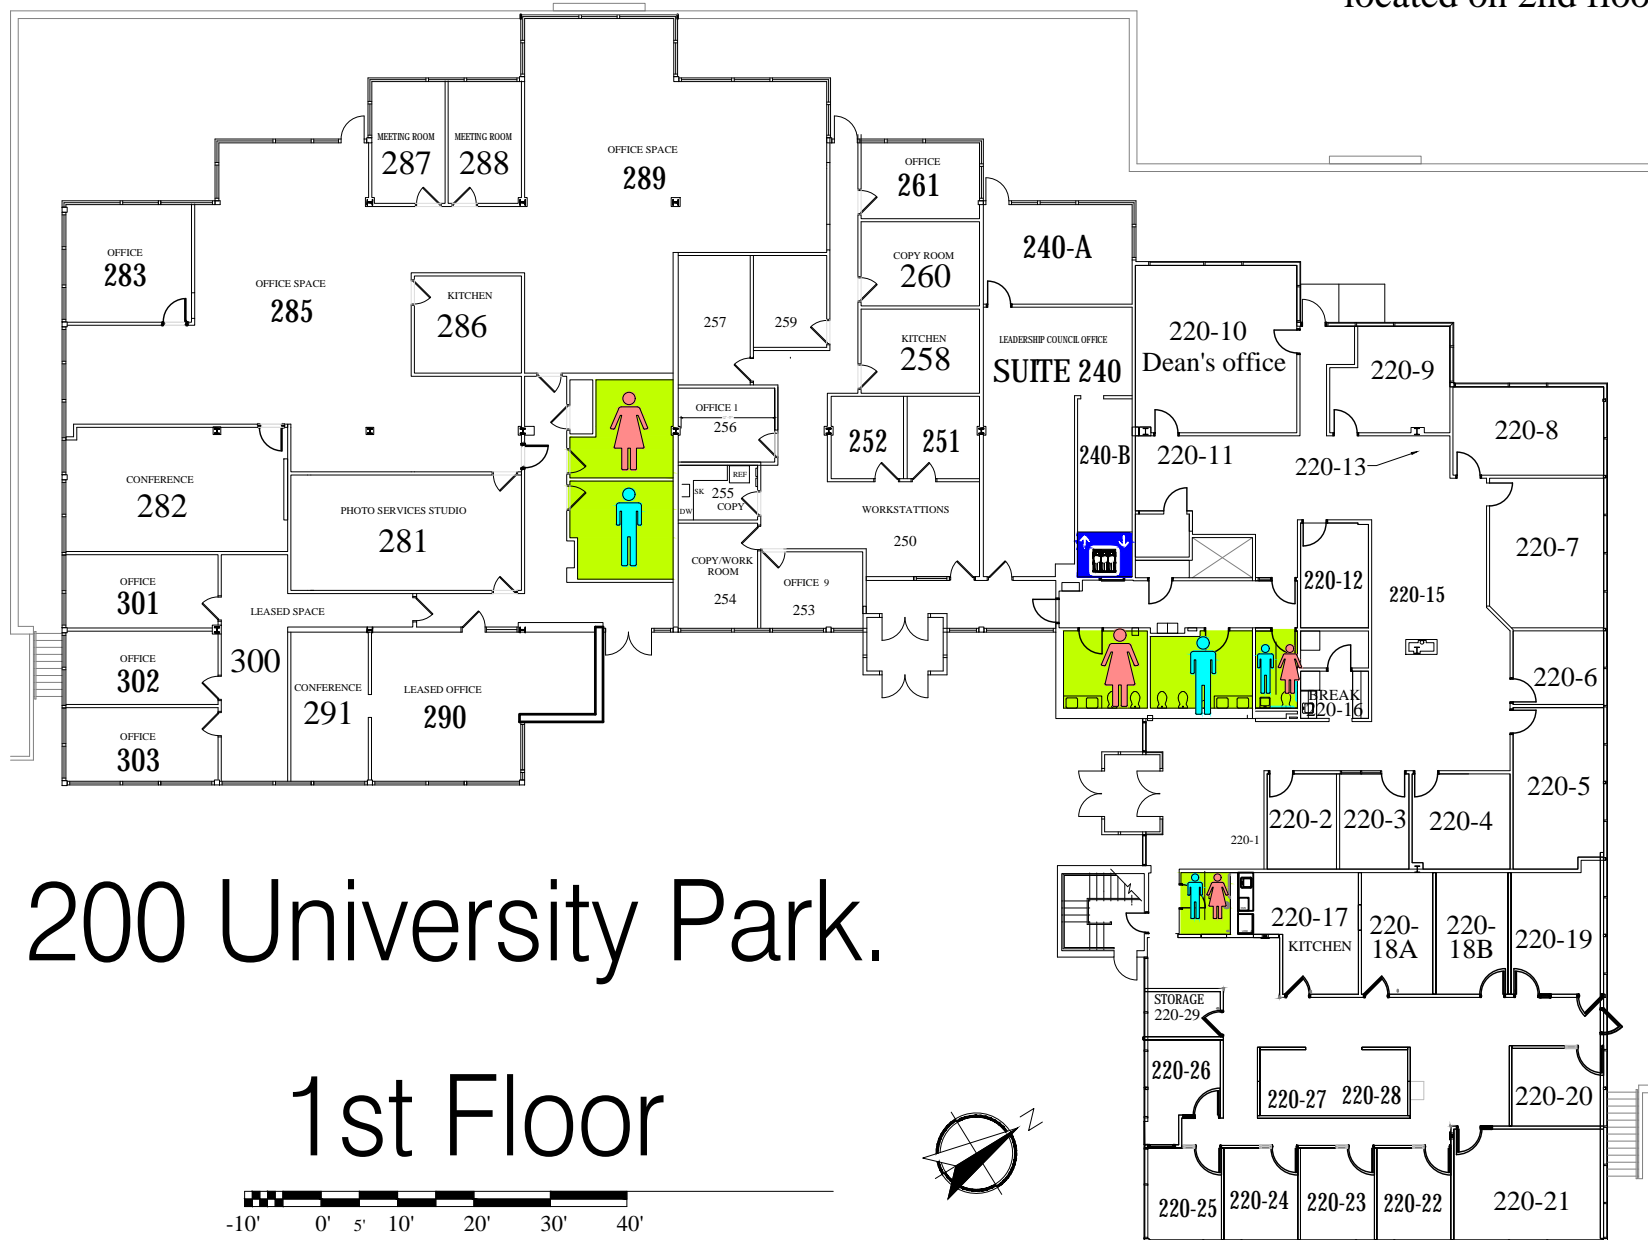 located on 2nd floo
MEETING ROOM
287
MEETING ROOM
288
OFFICE SPACE
289
OFFICE
261
OFFICE
283
OFFICE SPACE
285
KITCHEN
286
257
259
COPY ROOM
260
240-A
KITCHEN
258
LEADERSHIP COUNCIL OFFICE
SUITE 240
220-10
Dean's office
220-9
OFFICE 1
256
252
251
240-B
220-11
220-13
220-8
CONFERENCE
282
PHOTO SERVICES STUDIO
281
REF
SK
255
COPY
DW
WORKSTATIONS
250
220-7
OFFICE
301
LEASED SPACE
COPY/WORK
ROOM
254
OFFICE 9
253
220-12
220-15
OFFICE
302
300
CONFERENCE
291
LEASED OFFICE
290
BREAK
220-16
220-6
OFFICE
303
220-5
220-1
220-2
220-3
220-4
200 University Park.
220-17
KITCHEN
220-
18A
220-
18B
220-19
STORAGE
220-29
220-26
220-27
220-28
220-20
1st Floor
N
220-25
220-24
220-23
220-22
220-21
-10'
0'
5'
10'
20'
30'
40'